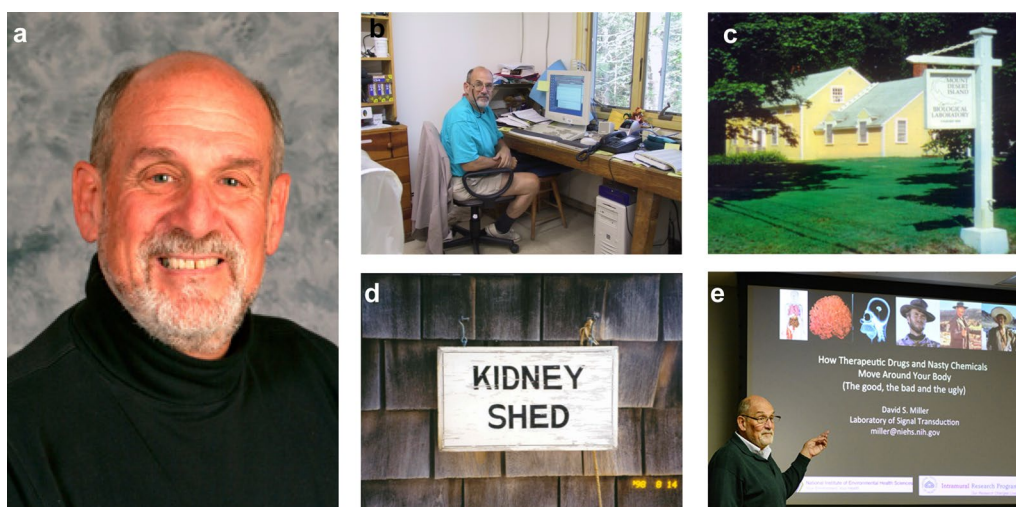 a
b
c
MOUNT
DESERT
ISLAND
BIOLOGICAL
LABORATORY
d
KIDNEY
SHED
'98 8 14
e
How Therapeutic Drugs and Nasty Chemicals
Move Around Your Body
(The good, the bad and the ugly)
David S. Miller
Laboratory of Signal Transduction
miller@niehs.nih.gov
National Institute of Environmental Health Sciences
Intramural Research Program